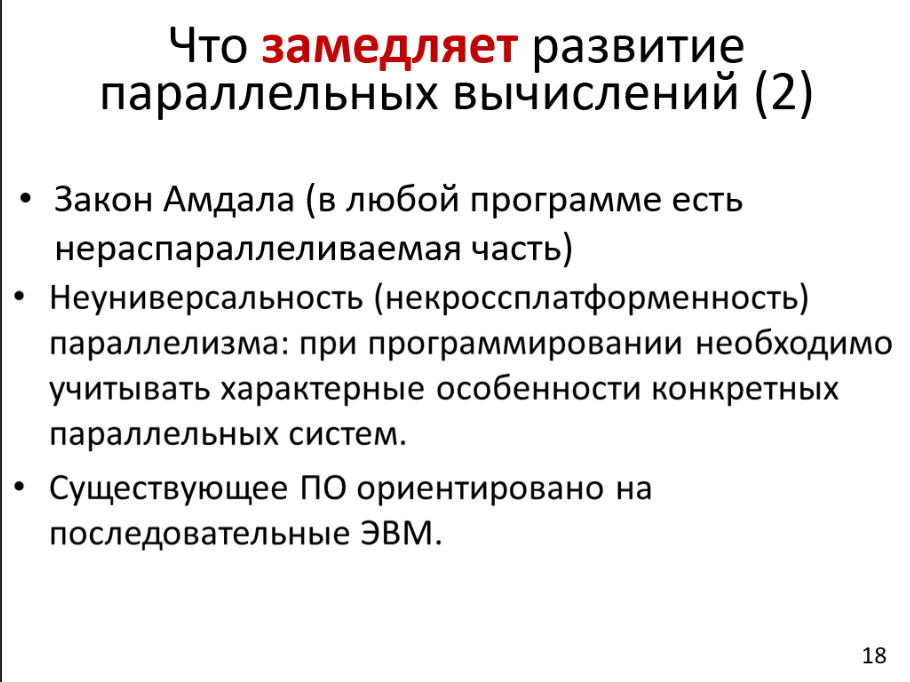 Что замедляет развитие
параллельных вычислений (2)
• Закон Амдала (в любой программе есть
нераспараллеливаемая часть)
• Неуниверсальность (некроссплатформенность)
параллелизма: при программировании необходимо
учитывать характерные особенности конкретных
параллельных систем.
• Существующее ПО ориентировано на
последовательные ЭВМ.
18